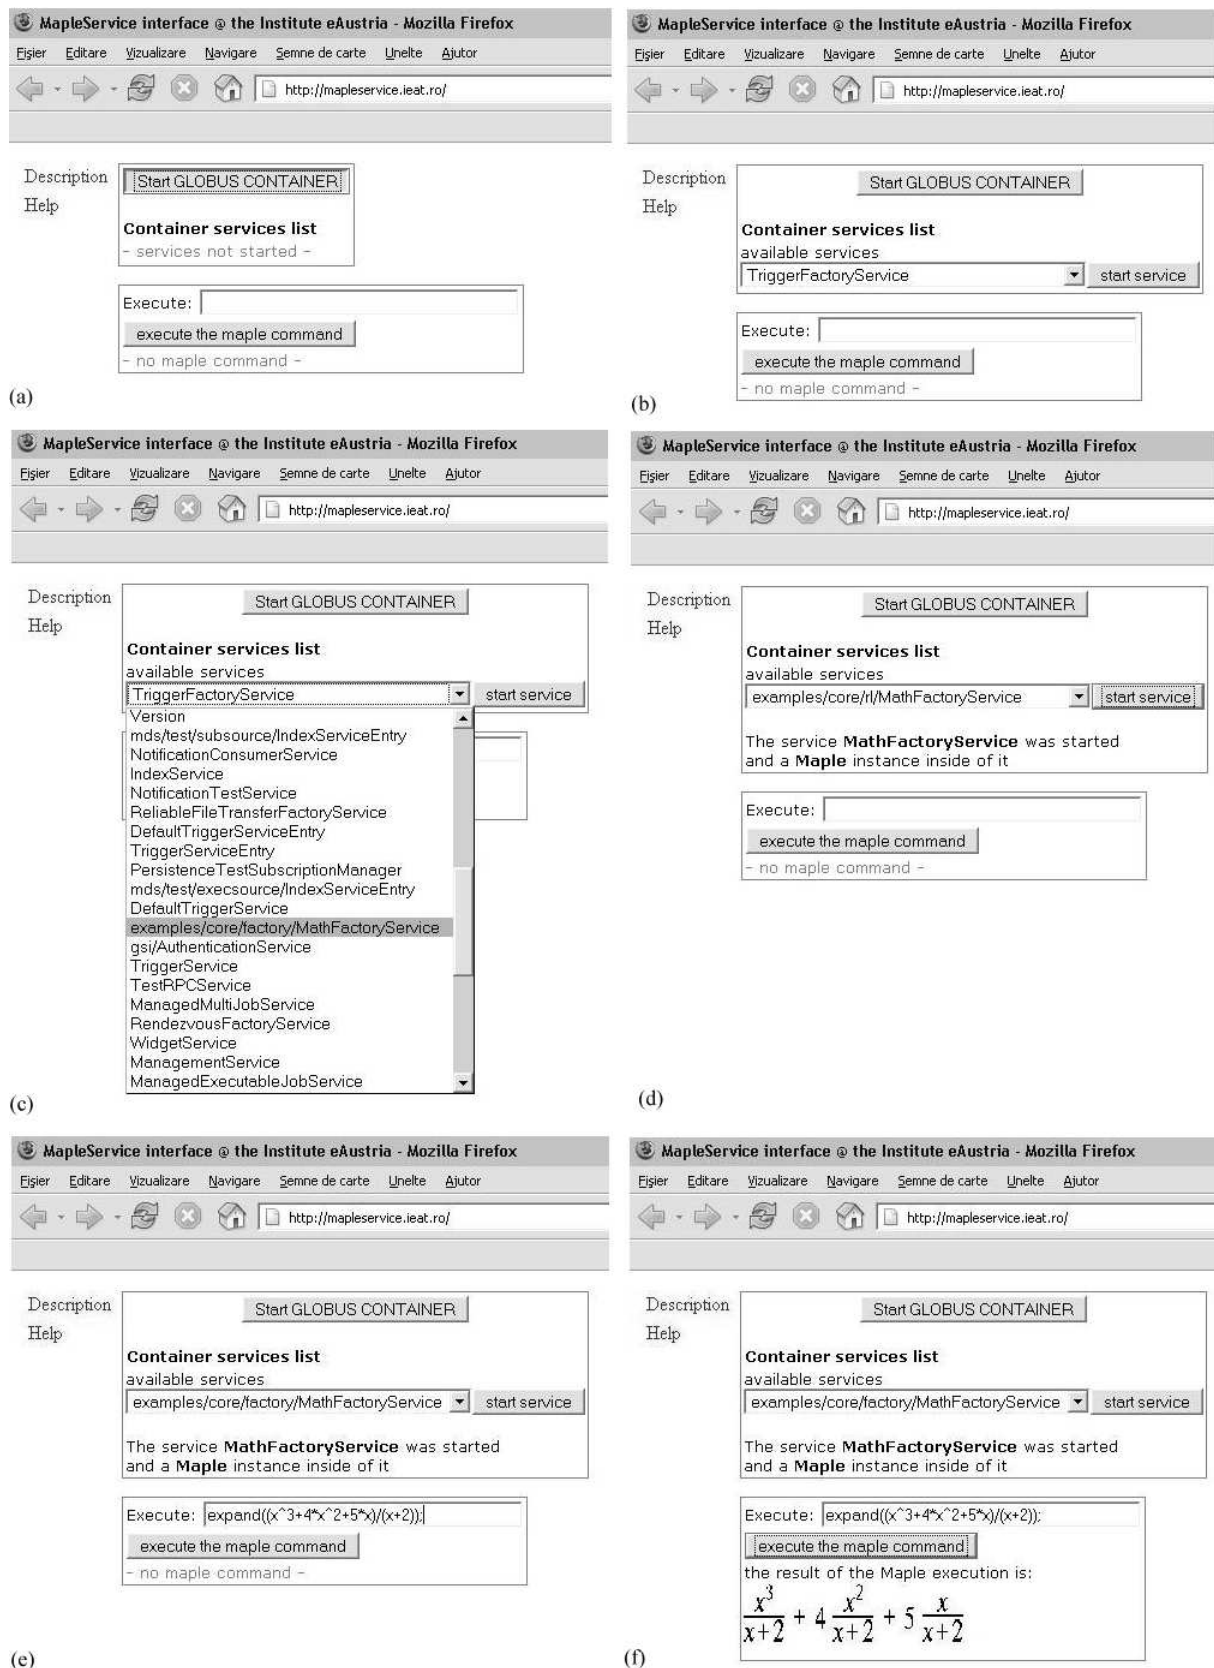 MapleService interface @ the Institute eAustria - Mozilla Firefox
Fişier Editare Vizualizare Navigare Semne de carte Unelte Ajutor
http://mapleservice.ieat.ro/
Description
Help
Start GLOBUS CONTAINER
Container services list
- services not started -
Execute:
execute the maple command
- no maple command -
(a)
MapleService interface @ the Institute eAustria - Mozilla Firefox
Fişier Editare Vizualizare Navigare Semne de carte Unelte Ajutor
http://mapleservice.ieat.ro/
Description
Help
Start GLOBUS CONTAINER
Container services list
available services
TriggerFactoryService start service
Execute:
execute the maple command
- no maple command -
(b)
MapleService interface @ the Institute eAustria - Mozilla Firefox
Fişier Editare Vizualizare Navigare Semne de carte Unelte Ajutor
http://mapleservice.ieat.ro/
Description
Help
Start GLOBUS CONTAINER
Container services list
available services
TriggerFactoryService start service
Version
mds/test/subsource/IndexServiceEntry
NotificationConsumerService
IndexService
NotificationTestService
ReliableFileTransferFactoryService
DefaultTriggerServiceEntry
TriggerServiceEntry
PersistenceTestSubscriptionManager
mds/test/execsource/IndexServiceEntry
DefaultTriggerService
examples/core/factory/MathFactoryService
gsi/AuthenticationService
TriggerService
TestRPCService
ManagedMultiJobService
RendezvousFactoryService
WidgetService
ManagementService
ManagedExecutableJobService
(c)
MapleService interface @ the Institute eAustria - Mozilla Firefox
Fişier Editare Vizualizare Navigare Semne de carte Unelte Ajutor
http://mapleservice.ieat.ro/
Description
Help
Start GLOBUS CONTAINER
Container services list
available services
examples/core/rl/MathFactoryService start service
The service MathFactoryService was started
and a Maple instance inside of it
Execute:
execute the maple command
- no maple command -
(d)
MapleService interface @ the Institute eAustria - Mozilla Firefox
Fişier Editare Vizualizare Navigare Semne de carte Unelte Ajutor
http://mapleservice.ieat.ro/
Description
Help
Start GLOBUS CONTAINER
Container services list
available services
examples/core/factory/MathFactoryService start service
The service MathFactoryService was started
and a Maple instance inside of it
Execute: expand((x^3+4*x^2+5*x)/(x+2));
execute the maple command
- no maple command -
(e)
MapleService interface @ the Institute eAustria - Mozilla Firefox
Fişier Editare Vizualizare Navigare Semne de carte Unelte Ajutor
http://mapleservice.ieat.ro/
Description
Help
Start GLOBUS CONTAINER
Container services list
available services
examples/core/factory/MathFactoryService start service
The service MathFactoryService was started
and a Maple instance inside of it
Execute: expand((x^3+4*x^2+5*x)/(x+2));
execute the maple command
the result of the Maple execution is:
x^3/(x+2) + 4 x^2/(x+2) + 5 x/(x+2)
(f)